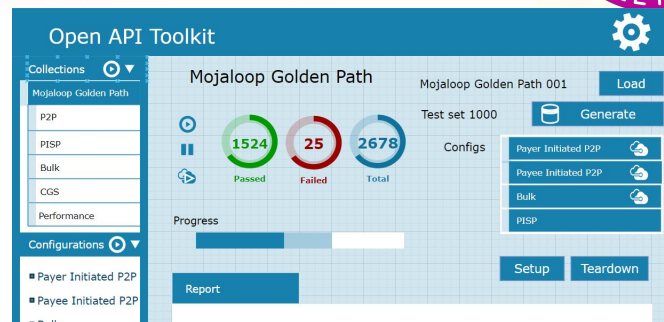 Open API Toolkit
Collections
Mojaloop Golden Path
P2P
PISP
Bulk
CGS
Performance
Configurations
Payer Initiated P2P
Payee Initiated P2P
Mojaloop Golden Path
1524
25
2678
Passed
Failed
Total
Progress
Report
Mojaloop Golden Path 001
Load
Test set 1000
Generate
Configs
Payer Initiated P2P
Payee Initiated P2P
Bulk
PISP
Setup
Teardown